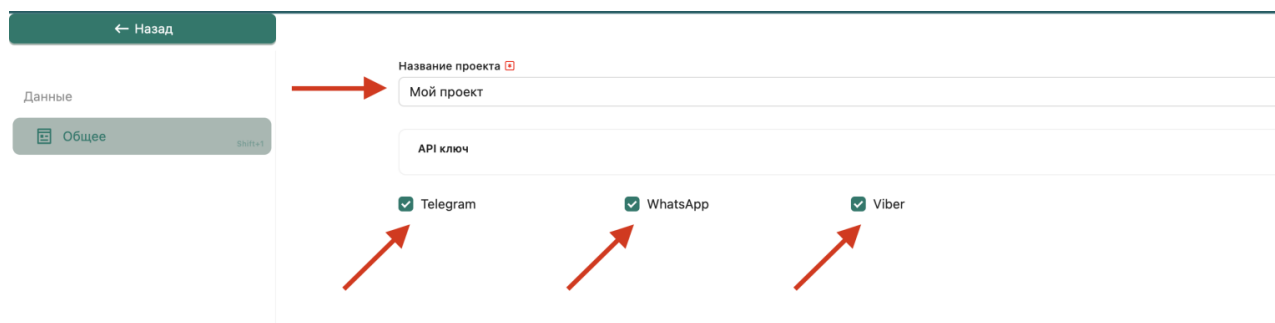 ← Назад
Название проекта
Данные
Мой проект
Общее
Shift+1
API ключ
Telegram
WhatsApp
Viber